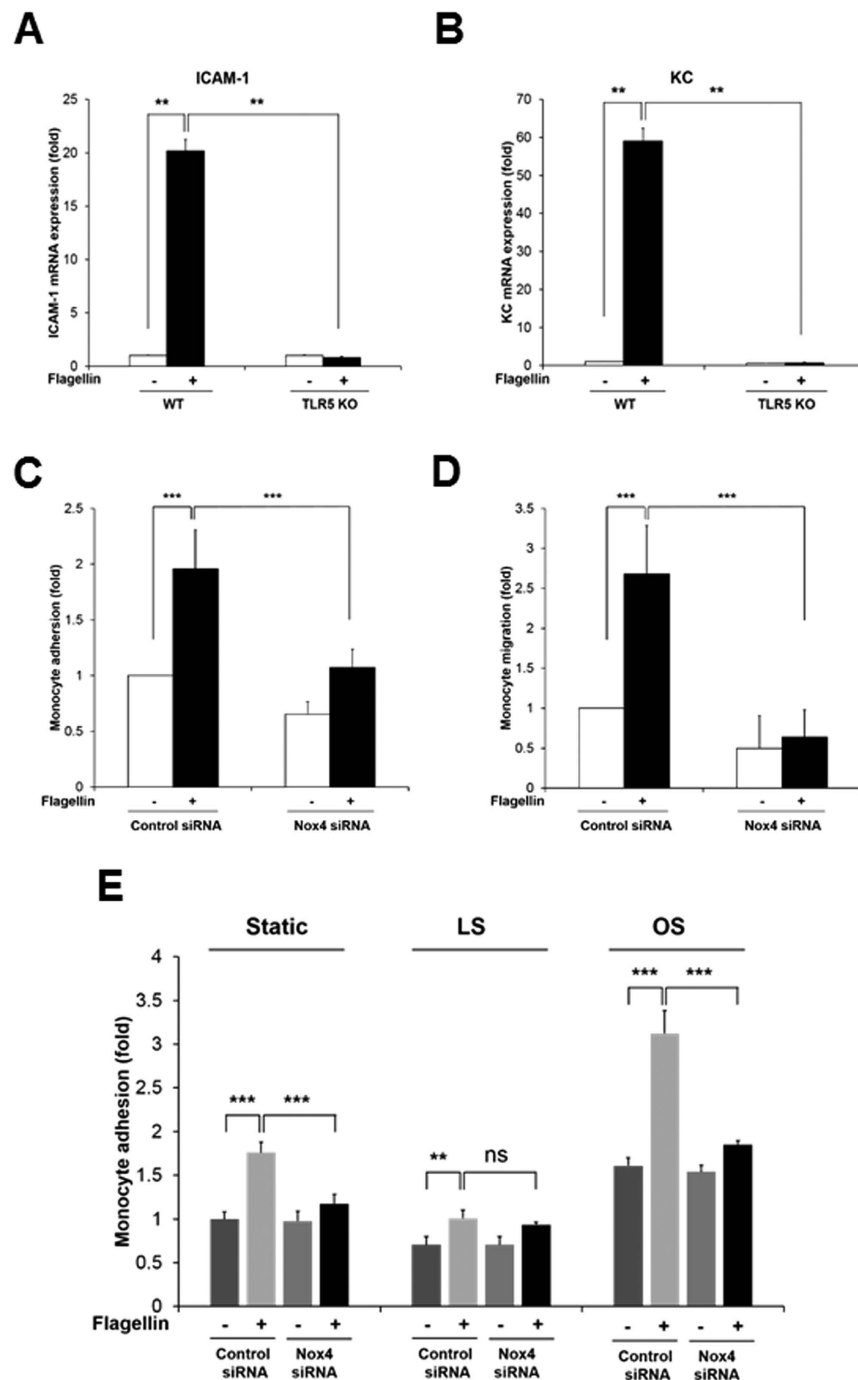 A
ICAM-1
ICAM-1 mRNA expression (fold)
25
20
15
10
5
0
** **
Flagellin - + - +
WT TLR5 KO
B
KC
KC mRNA expression (fold)
70
60
50
40
30
20
10
0
** **
- + - +
WT TLR5 KO
C
Monocyte adhersion (fold)
2.5
2
1.5
1
0.5
0
*** ***
Flagellin - + - +
Control siRNA Nox4 siRNA
D
Monocyte migration (fold)
3.5
3
2.5
2
1.5
1
0.5
0
*** ***
Flagellin - + - +
Control siRNA Nox4 siRNA
E
Static LS OS
Monocyte adhesion (fold)
4
3.5
3
2.5
2
1.5
1
0.5
0
*** *** ** ns *** ***
Flagellin - + - + - + - + - + - +
Control Nox4 Control Nox4 Control Nox4
siRNA siRNA siRNA siRNA siRNA siRNA